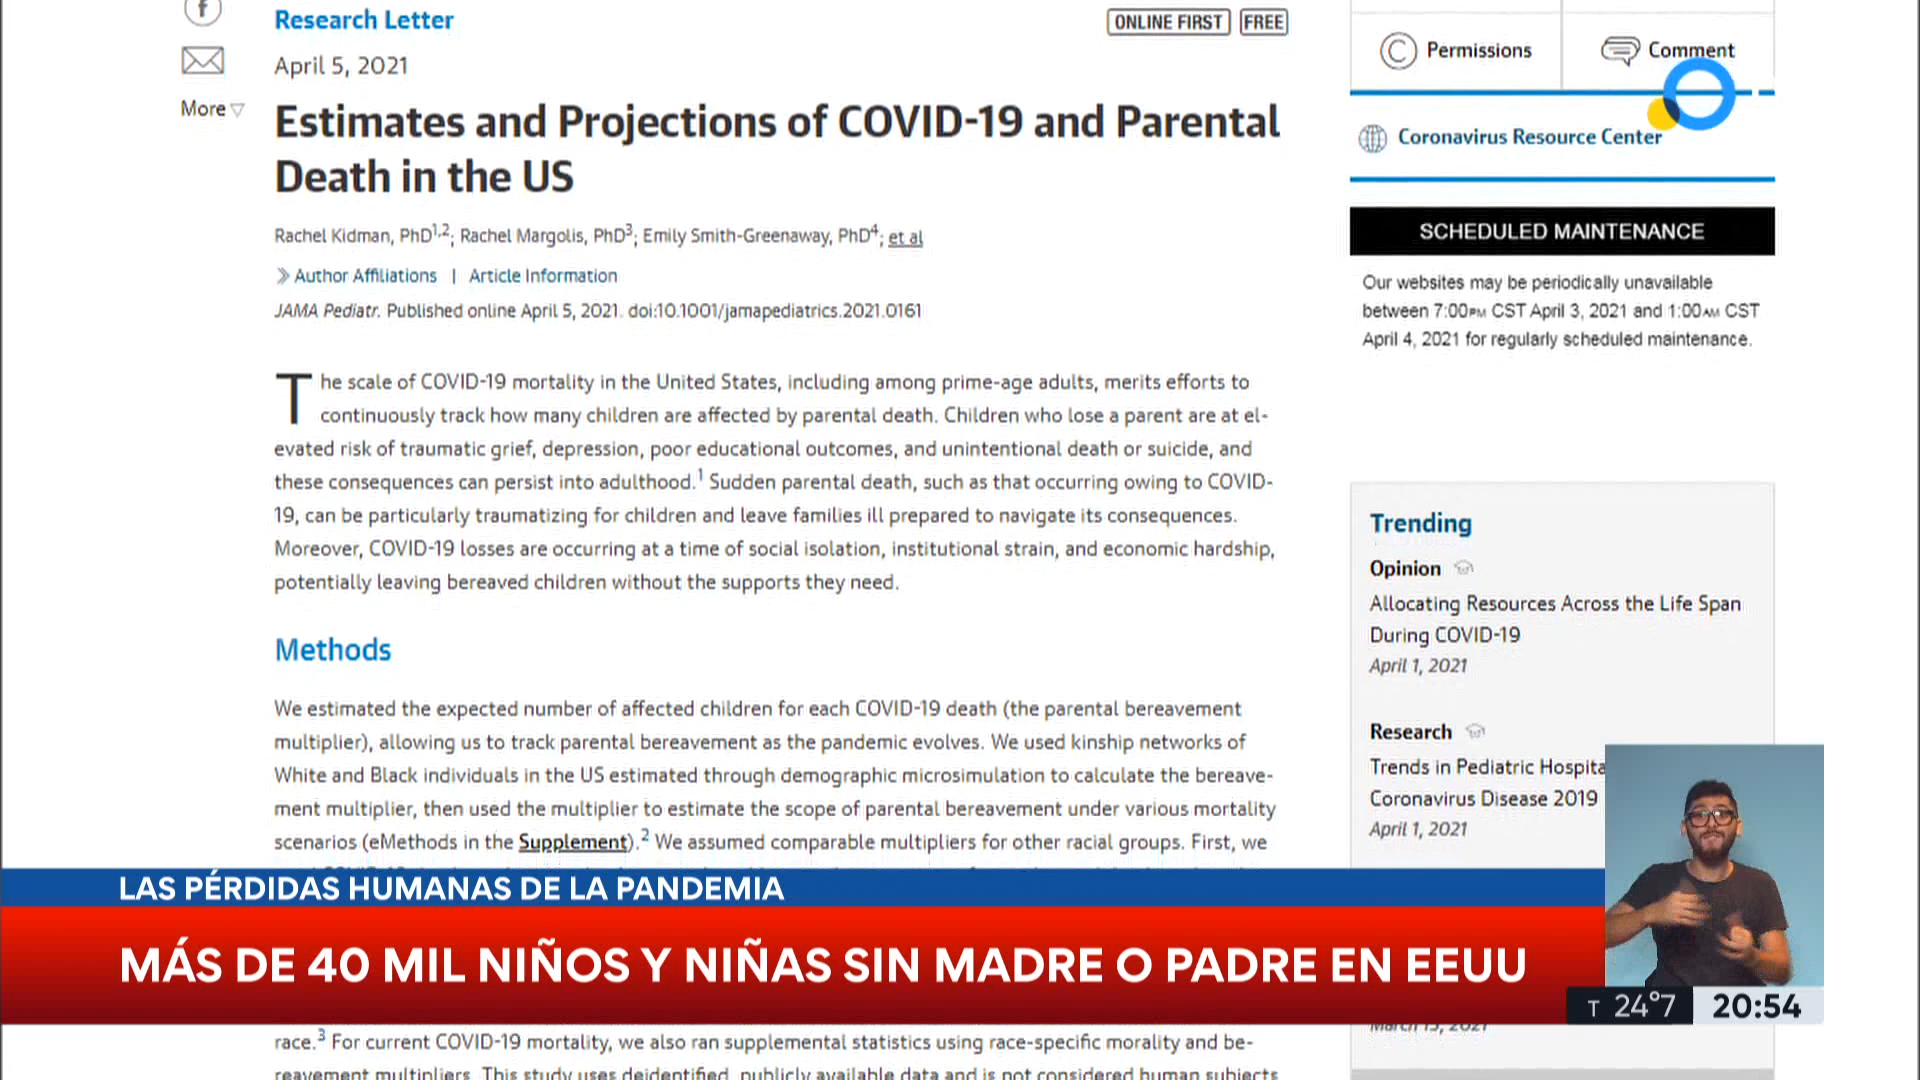 Research Letter
ONLINE FIRST FREE
April 5, 2021
More
Estimates and Projections of COVID-19 and Parental
Death in the US
Rachel Kidman, PhD1,2; Rachel Margolis, PhD3; Emily Smith-Greenaway, PhD4; et al
Author Affiliations | Article Information
JAMA Pediatr. Published online April 5, 2021. doi:10.1001/jamapediatrics.2021.0161
The scale of COVID-19 mortality in the United States, including among prime-age adults, merits efforts to
continuously track how many children are affected by parental death. Children who lose a parent are at el-
evated risk of traumatic grief, depression, poor educational outcomes, and unintentional death or suicide, and
these consequences can persist into adulthood.1 Sudden parental death, such as that occurring owing to COVID-
19, can be particularly traumatizing for children and leave families ill prepared to navigate its consequences.
Moreover, COVID-19 losses are occurring at a time of social isolation, institutional strain, and economic hardship,
potentially leaving bereaved children without the supports they need.
Methods
We estimated the expected number of affected children for each COVID-19 death (the parental bereavement
multiplier), allowing us to track parental bereavement as the pandemic evolves. We used kinship networks of
White and Black individuals in the US estimated through demographic microsimulation to calculate the bereave-
ment multiplier, then used the multiplier to estimate the scope of parental bereavement under various mortality
scenarios (eMethods in the Supplement).2 We assumed comparable multipliers for other racial groups. First, we
race.3 For current COVID-19 mortality, we also ran supplemental statistics using race-specific morality and be-
reavement multipliers. This study uses deidentified, publicly available data and is not considered human subjects
Permissions
Comment
Coronavirus Resource Center
SCHEDULED MAINTENANCE
Our websites may be periodically unavailable
between 7:00PM CST April 3, 2021 and 1:00AM CST
April 4, 2021 for regularly scheduled maintenance.
Trending
Opinion
Allocating Resources Across the Life Span
During COVID-19
April 1, 2021
Research
Trends in Pediatric
Coronavirus Disease 2019
April 1, 2021
LAS PÉRDIDAS HUMANAS DE LA PANDEMIA
MÁS DE 40 MIL NIÑOS Y NIÑAS SIN MADRE O PADRE EN EEUU
T 24°7
20:54